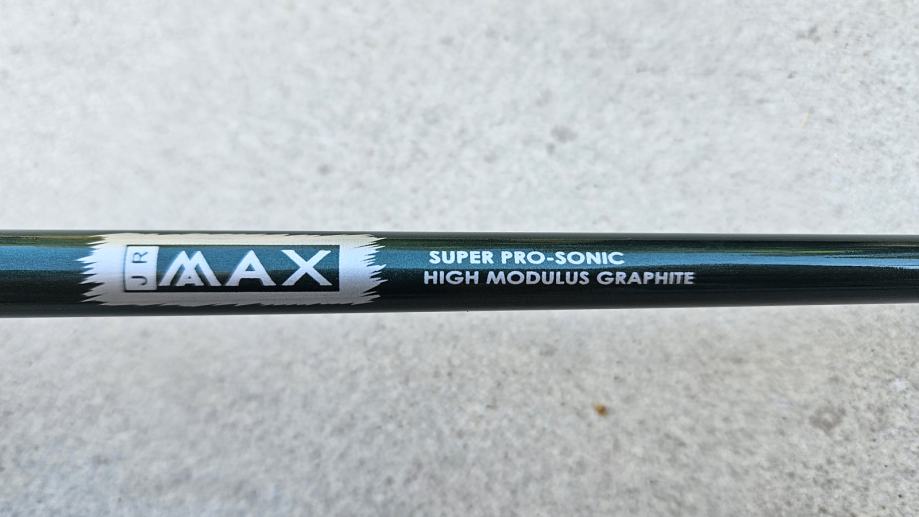 JR MAX
SUPER PRO-SONIC
HIGH MODULUS GRAPHITE